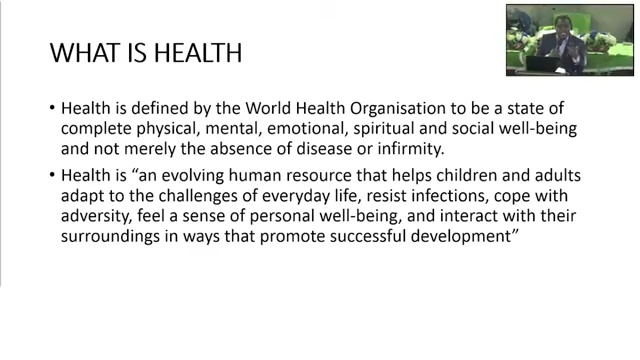 WHAT IS HEALTH
• Health is defined by the World Health Organisation to be a state of
complete physical, mental, emotional, spiritual and social well-being
and not merely the absence of disease or infirmity.
• Health is “an evolving human resource that helps children and adults
adapt to the challenges of everyday life, resist infections, cope with
adversity, feel a sense of personal well-being, and interact with their
surroundings in ways that promote successful development”